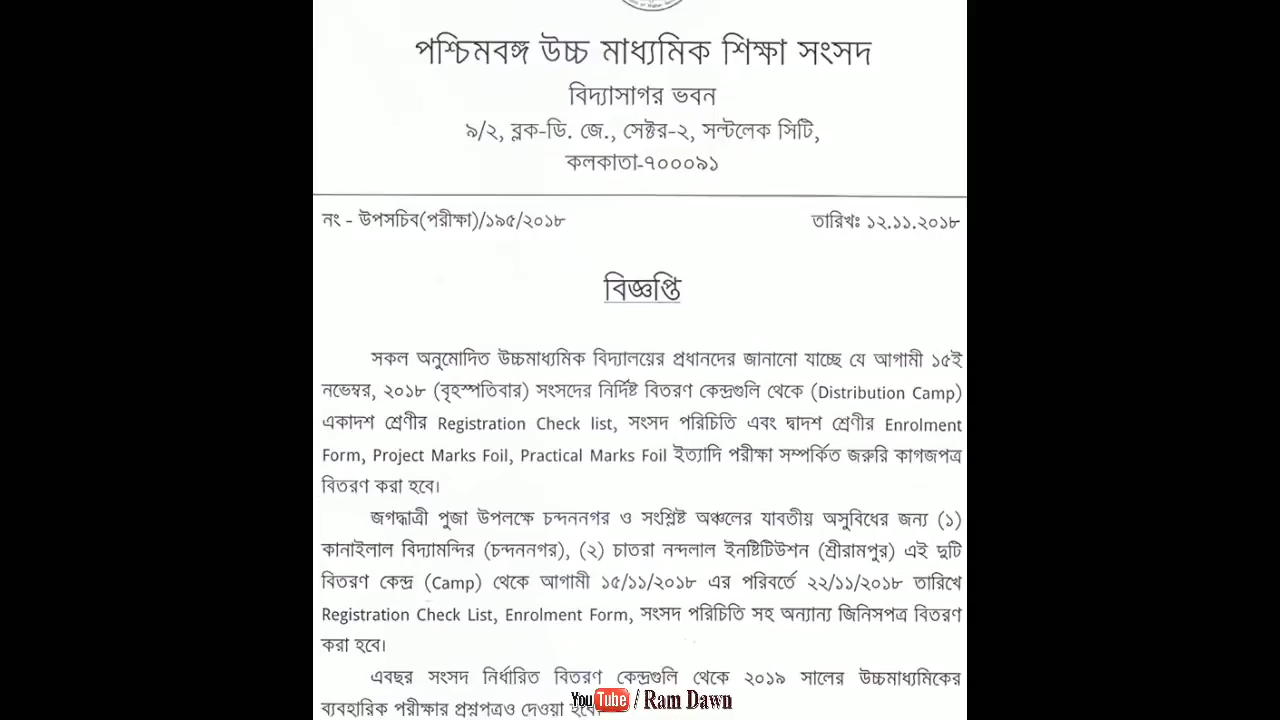 পশ্চিমবঙ্গ উচ্চ মাধ্যমিক শিক্ষা সংসদ
বিদ্যাসাগর ভবন
৯/২, ব্লক-ডি. জে., সেক্টর-২, সল্টলেক সিটি,
কলকাতা-৭০০০৯১
নং - উপসচিব(পরীক্ষা)/১৯৫/২০১৮ তারিখঃ ১২.১১.২০১৮
বিজ্ঞপ্তি
সকল অনুমোদিত উচ্চমাধ্যমিক বিদ্যালয়ের প্রধানদের জানানো যাচ্ছে যে আগামী ১৫ই
নভেম্বর, ২০১৮ (বৃহস্পতিবার) সংসদের নির্দিষ্ট বিতরণ কেন্দ্রগুলি থেকে (Distribution Camp)
একাদশ শ্রেণীর Registration Check list, সংসদ পরিচিতি এবং দ্বাদশ শ্রেণীর Enrolment
Form, Project Marks Foil, Practical Marks Foil ইত্যাদি পরীক্ষা সম্পর্কিত জরুরি কাগজপত্র
বিতরণ করা হবে।
জগদ্ধাত্রী পুজা উপলক্ষে চন্দননগর ও সংশ্লিষ্ট অঞ্চলের যাবতীয় অসুবিধের জন্য (১)
কানাইলাল বিদ্যামন্দির (চন্দননগর), (২) চাতরা নন্দলাল ইনষ্টিটিউশন (শ্রীরামপুর) এই দুটি
বিতরণ কেন্দ্র (Camp) থেকে আগামী ১৫/১১/২০১৮ এর পরিবর্তে ২২/১১/২০১৮ তারিখে
Registration Check List, Enrolment Form, সংসদ পরিচিতি সহ অন্যান্য জিনিসপত্র বিতরণ
করা হবে।
এবছর সংসদ নির্ধারিত বিতরণ কেন্দ্রগুলি থেকে ২০১৯ সালের উচ্চমাধ্যমিকের
ব্যবহারিক পরীক্ষার প্রশ্নপত্রও দেওয়া হবে।
YouTube / Ram Dawn